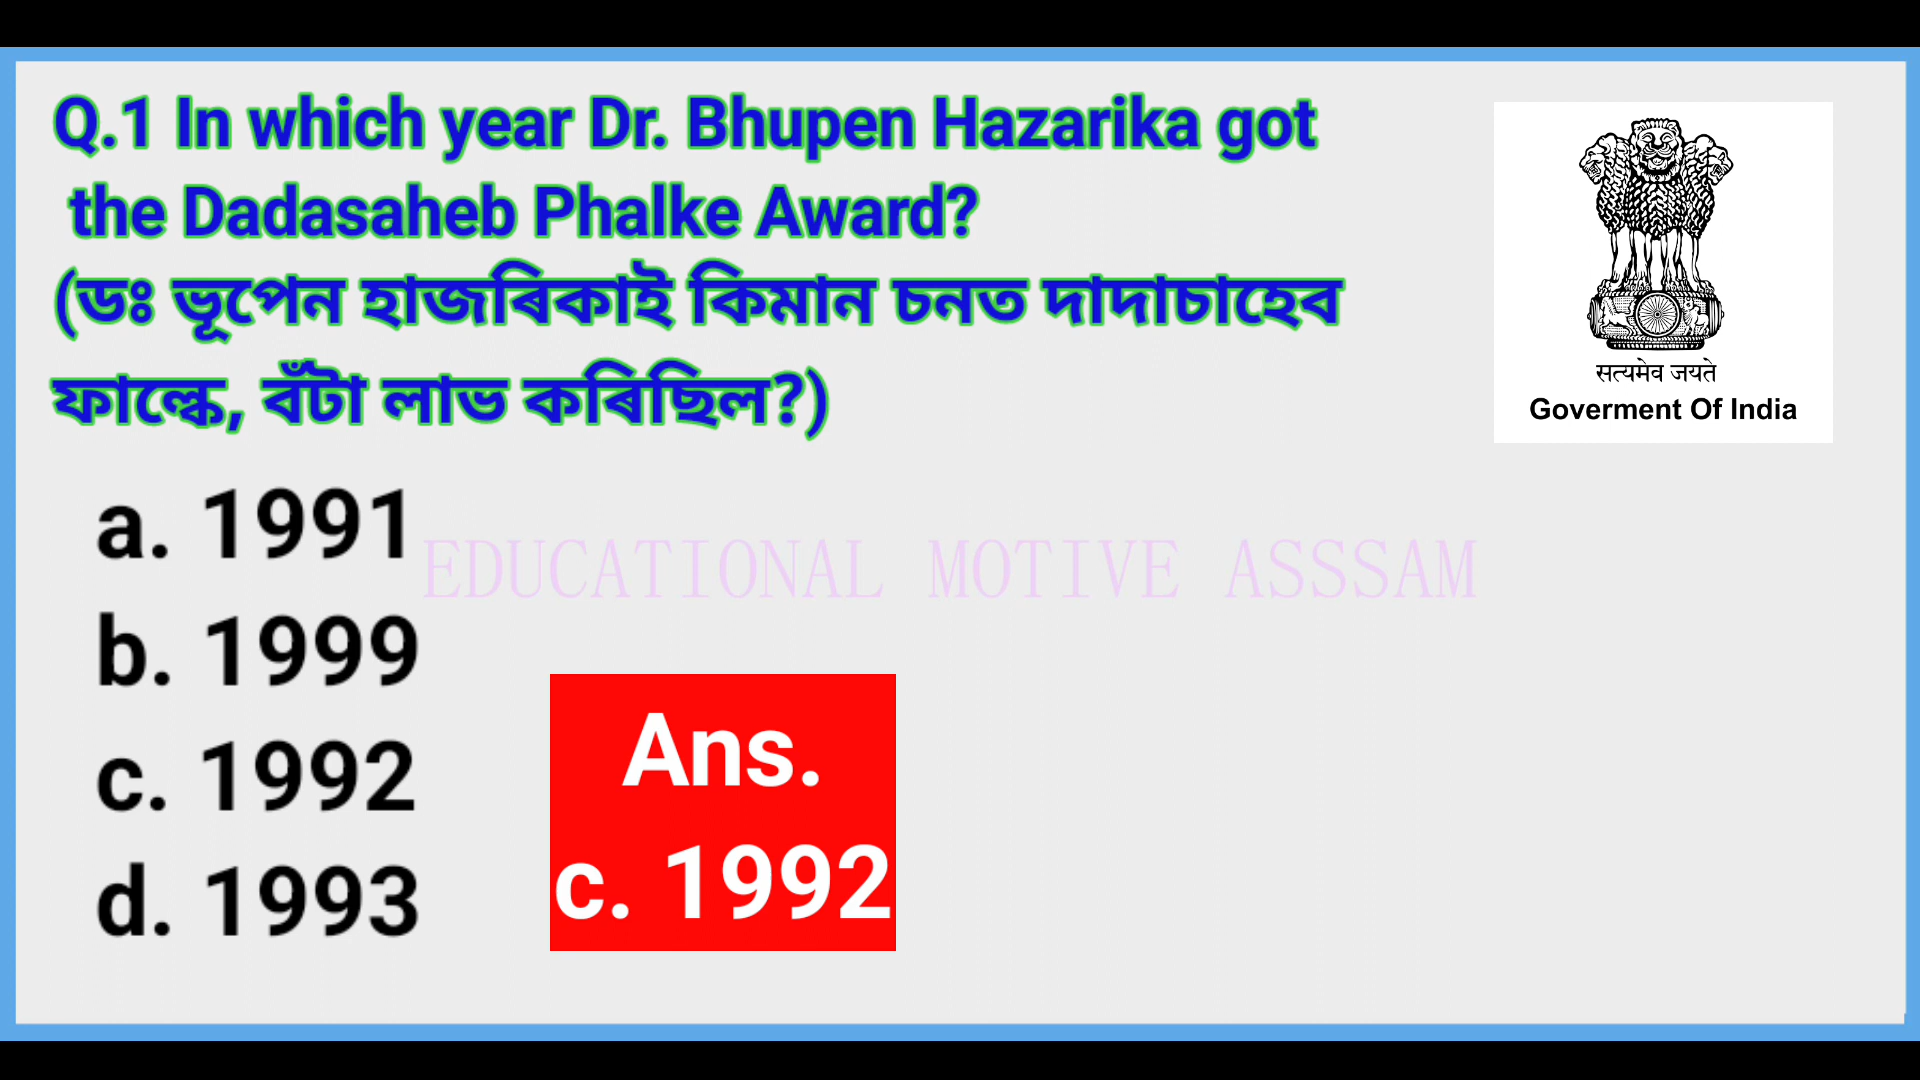 Q.1 In which year Dr. Bhupen Hazarika got
the Dadasaheb Phalke Award?
(ডঃ ভূপেন হাজৰিকাই কিমান চনত দাদাচাহেব
ফাল্কে, বঁটা লাভ কৰিছিল?)
सत्यमेव जयते
Goverment Of India
a. 1991
EDUCATIONAL MOTIVE ASSSAM
b. 1999
c. 1992
d. 1993
Ans.
c. 1992